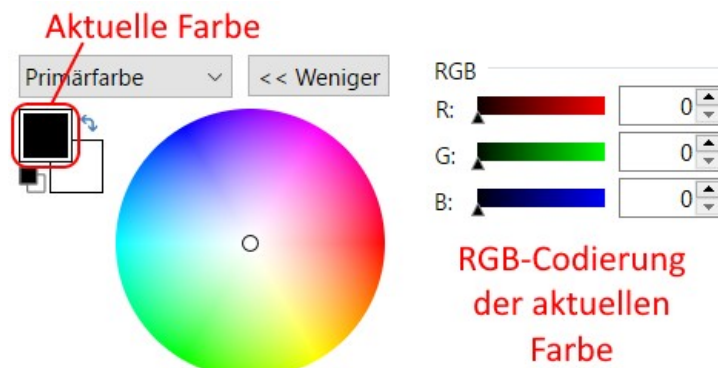 Aktuelle Farbe
Primärfarbe
<< Weniger
RGB
R: 0
G: 0
B: 0
RGB-Codierung
der aktuellen
Farbe